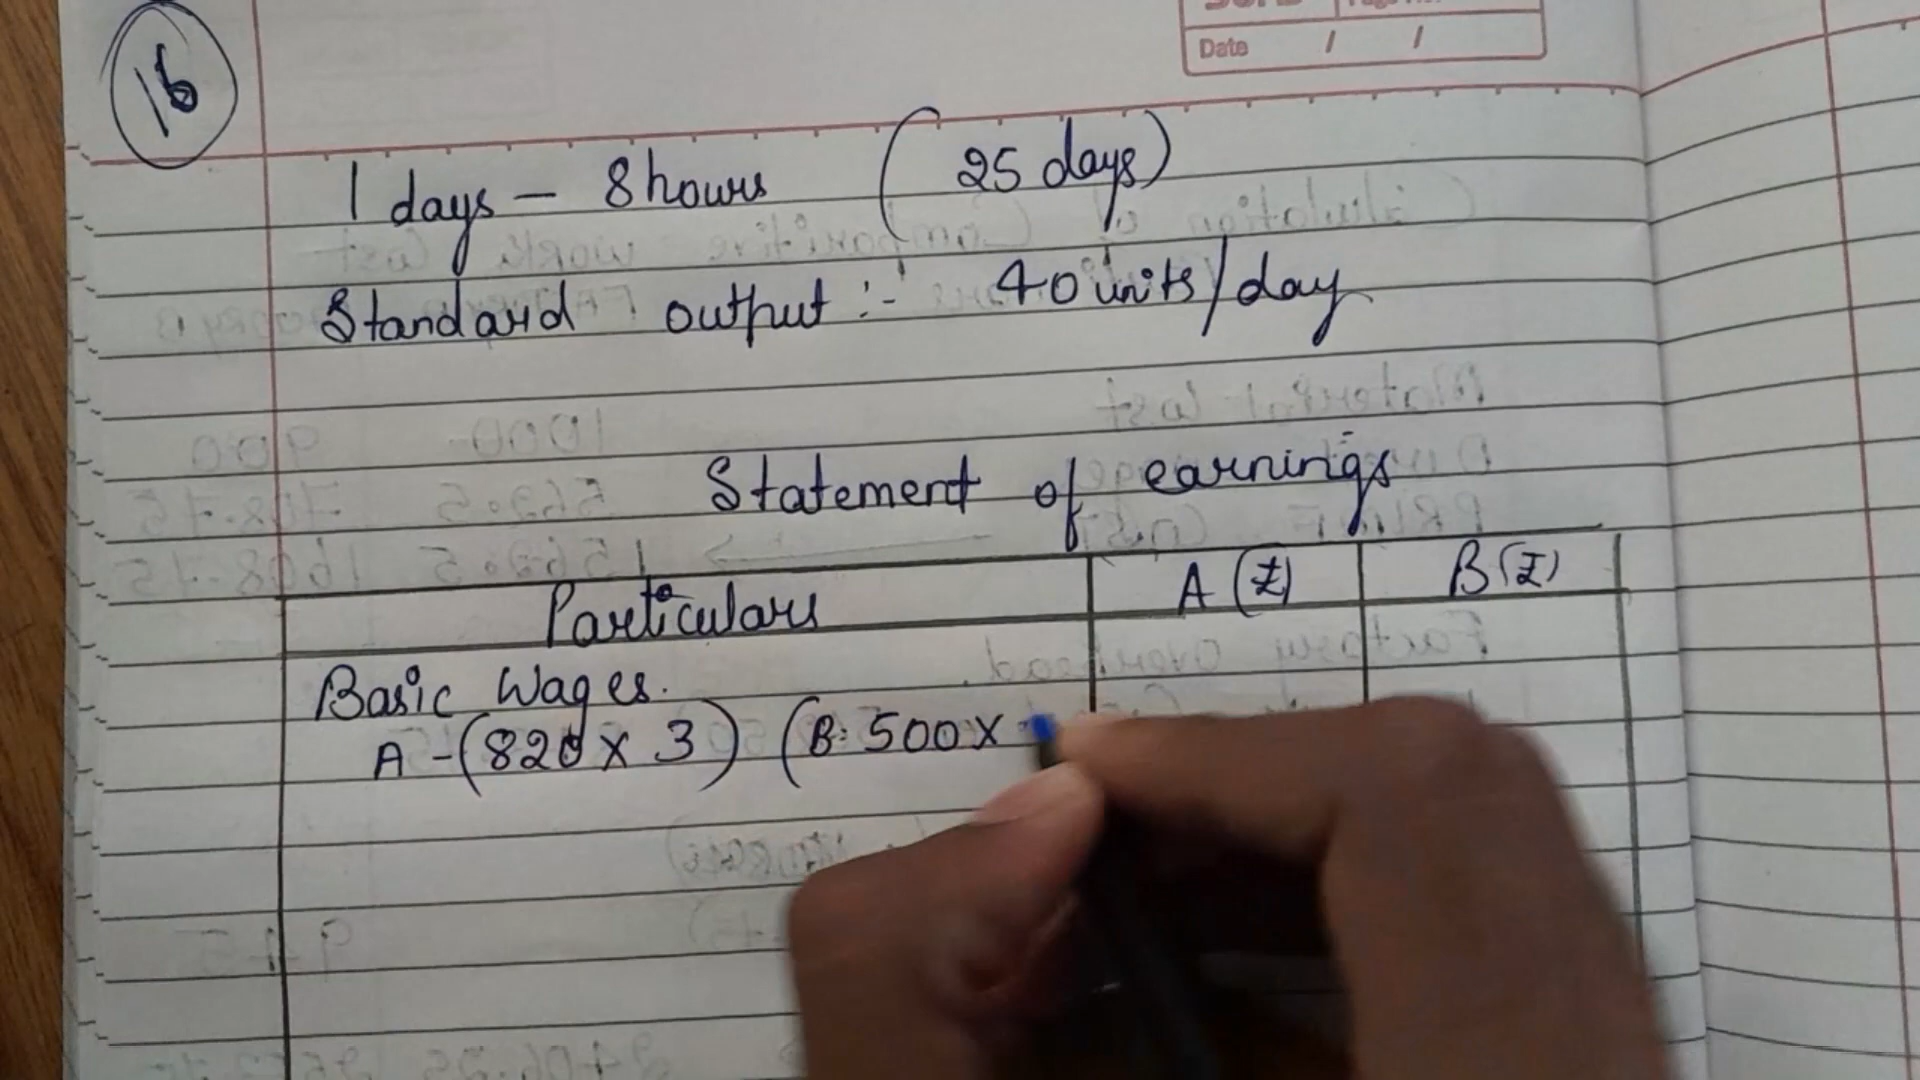 16
Date / /
1 days - 8 hours (25 days)
Standard output :- 40 units/day
Statement of earnings
Particulars A (₹) B (₹)
Basic Wages.
A - (820 x 3) (B: 500 x